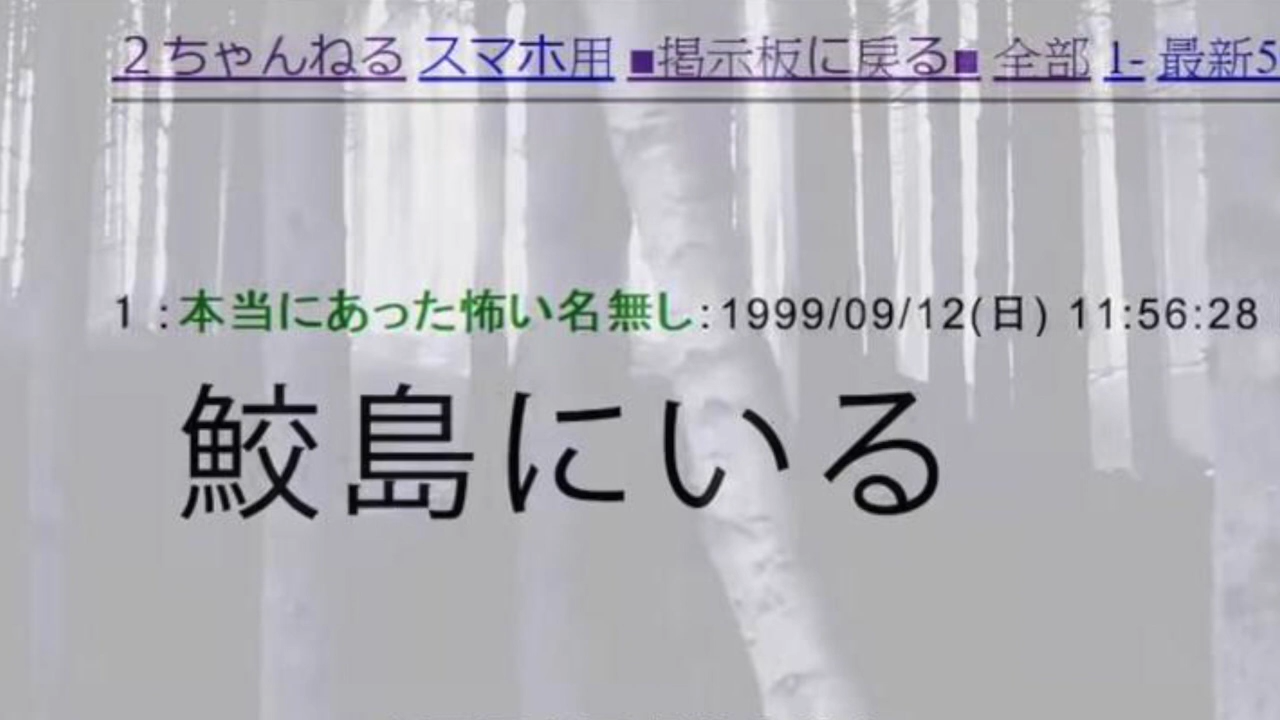 2ちゃんねる スマホ用 ■掲示板に戻る■ 全部 1- 最新5
1 :本当にあった怖い名無し:1999/09/12(日) 11:56:28
鮫島にいる